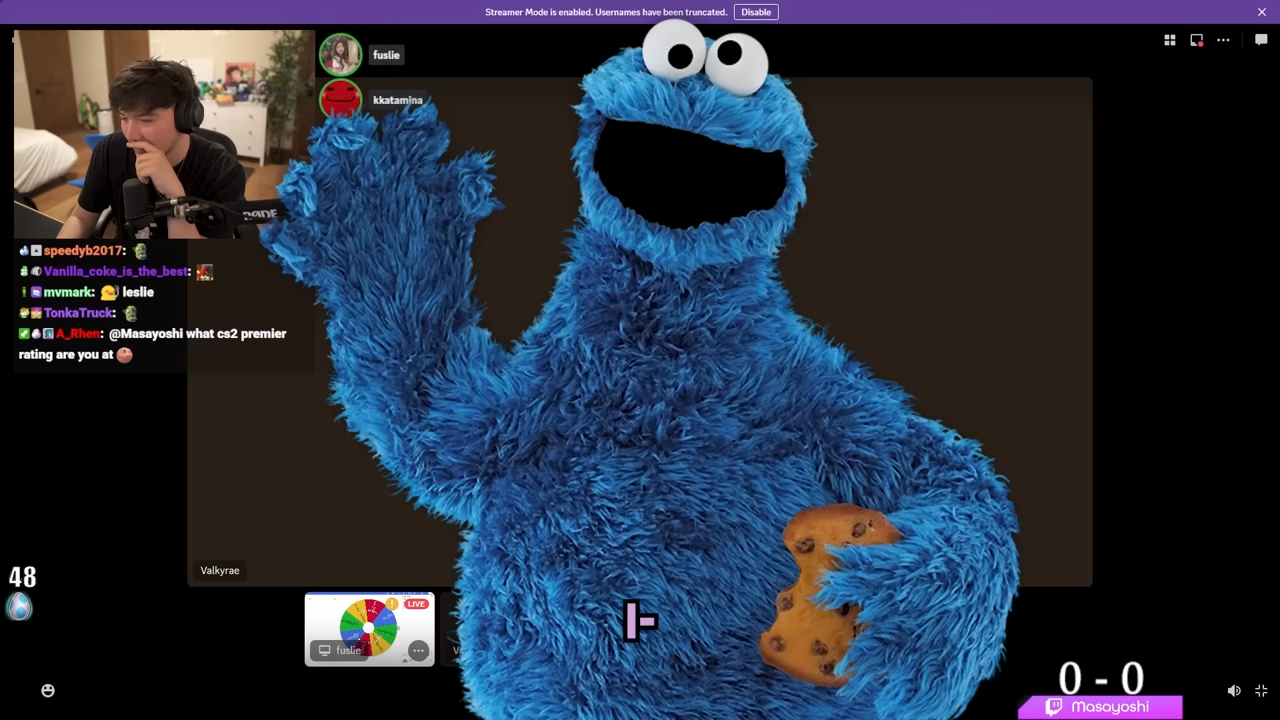 Streamer Mode is enabled. Usernames have been truncated. Disable
fuslie
kkatamina
speedyb2017:
Vanilla_coke_is_the_best:
mvmark: leslie
TonkaTruck:
A_Rhen: @Masayoshi what cs2 premier
rating are you at
Valkyrae
48
LIVE
fuslie
0 - 0
Masayoshi